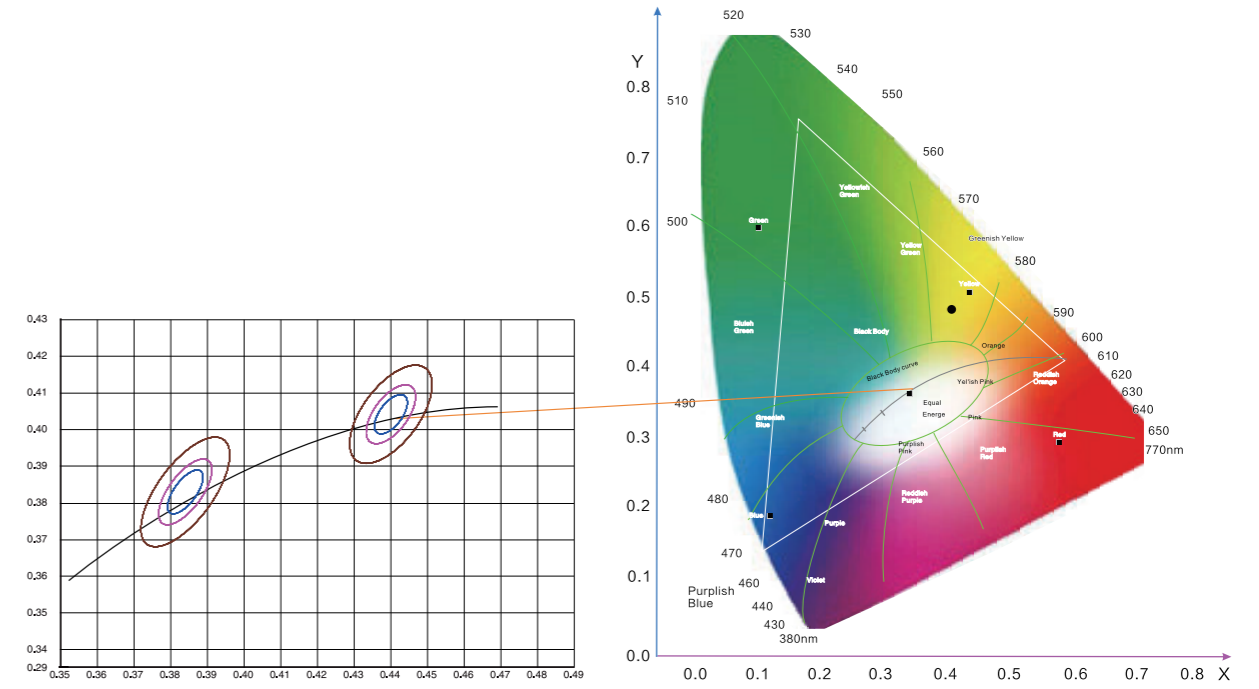 520
530
Y
540
0.8
510
550
0.7
560
Yellowish
Green
570
500
0.6
Green
Greenish Yellow
Yellow
Green
580
Yellow
0.5
590
Bluish
Green
Black Body
600
Orange
610
0.4
Black Body curve
Yel'ish Pink
Reddish
Orange
620
630
490
Equal
Energe
640
Greenish
Blue
Pink
650
0.3
Red
770nm
Purplish
Pink
Purplish
Red
480
Reddish
Purple
0.2
Blue
Purple
470
0.1
Violet
460
Purplish
Blue
440
430
380nm
0.0
0.0 0.1 0.2 0.3 0.4 0.5 0.6 0.7 0.8 X
0.43
0.42
0.41
0.40
0.39
0.38
0.37
0.36
0.35
0.34
0.29
0.35 0.36 0.37 0.38 0.39 0.40 0.41 0.42 0.43 0.44 0.45 0.46 0.47 0.48 0.49